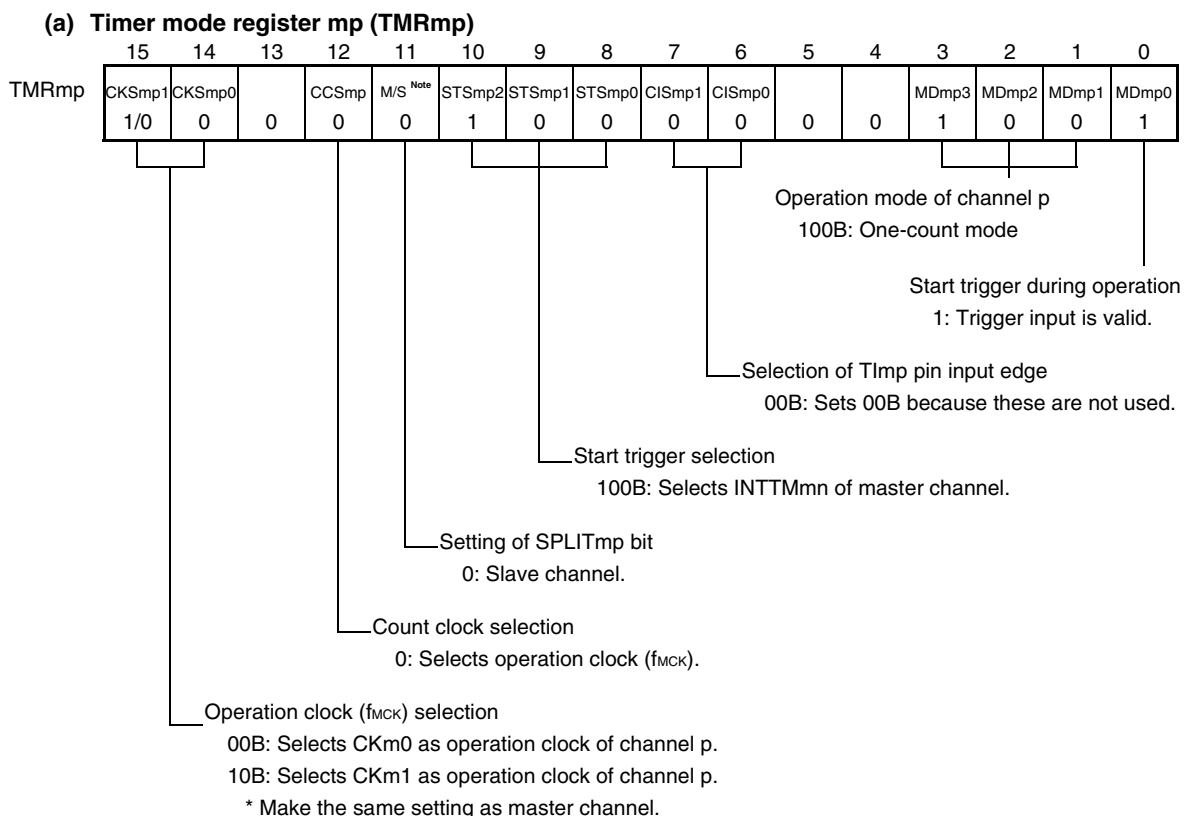 (a) Timer mode register mp (TMRmp)
15 14 13 12 11 10 9 8 7 6 5 4 3 2 1 0
TMRmp CKSmp1 CKSmp0 CCSmp M/S Note STSmp2 STSmp1 STSmp0 CISmp1 CISmp0 MDmp3 MDmp2 MDmp1 MDmp0
1/0 0 0 0 0 1 0 0 0 0 0 0 1 0 0 1
Operation mode of channel p
100B: One-count mode
Start trigger during operation
1: Trigger input is valid.
Selection of TImp pin input edge
00B: Sets 00B because these are not used.
Start trigger selection
100B: Selects INTTMmn of master channel.
Setting of SPLITmp bit
0: Slave channel.
Count clock selection
0: Selects operation clock (fMCK).
Operation clock (fMCK) selection
00B: Selects CKm0 as operation clock of channel p.
10B: Selects CKm1 as operation clock of channel p.
* Make the same setting as master channel.